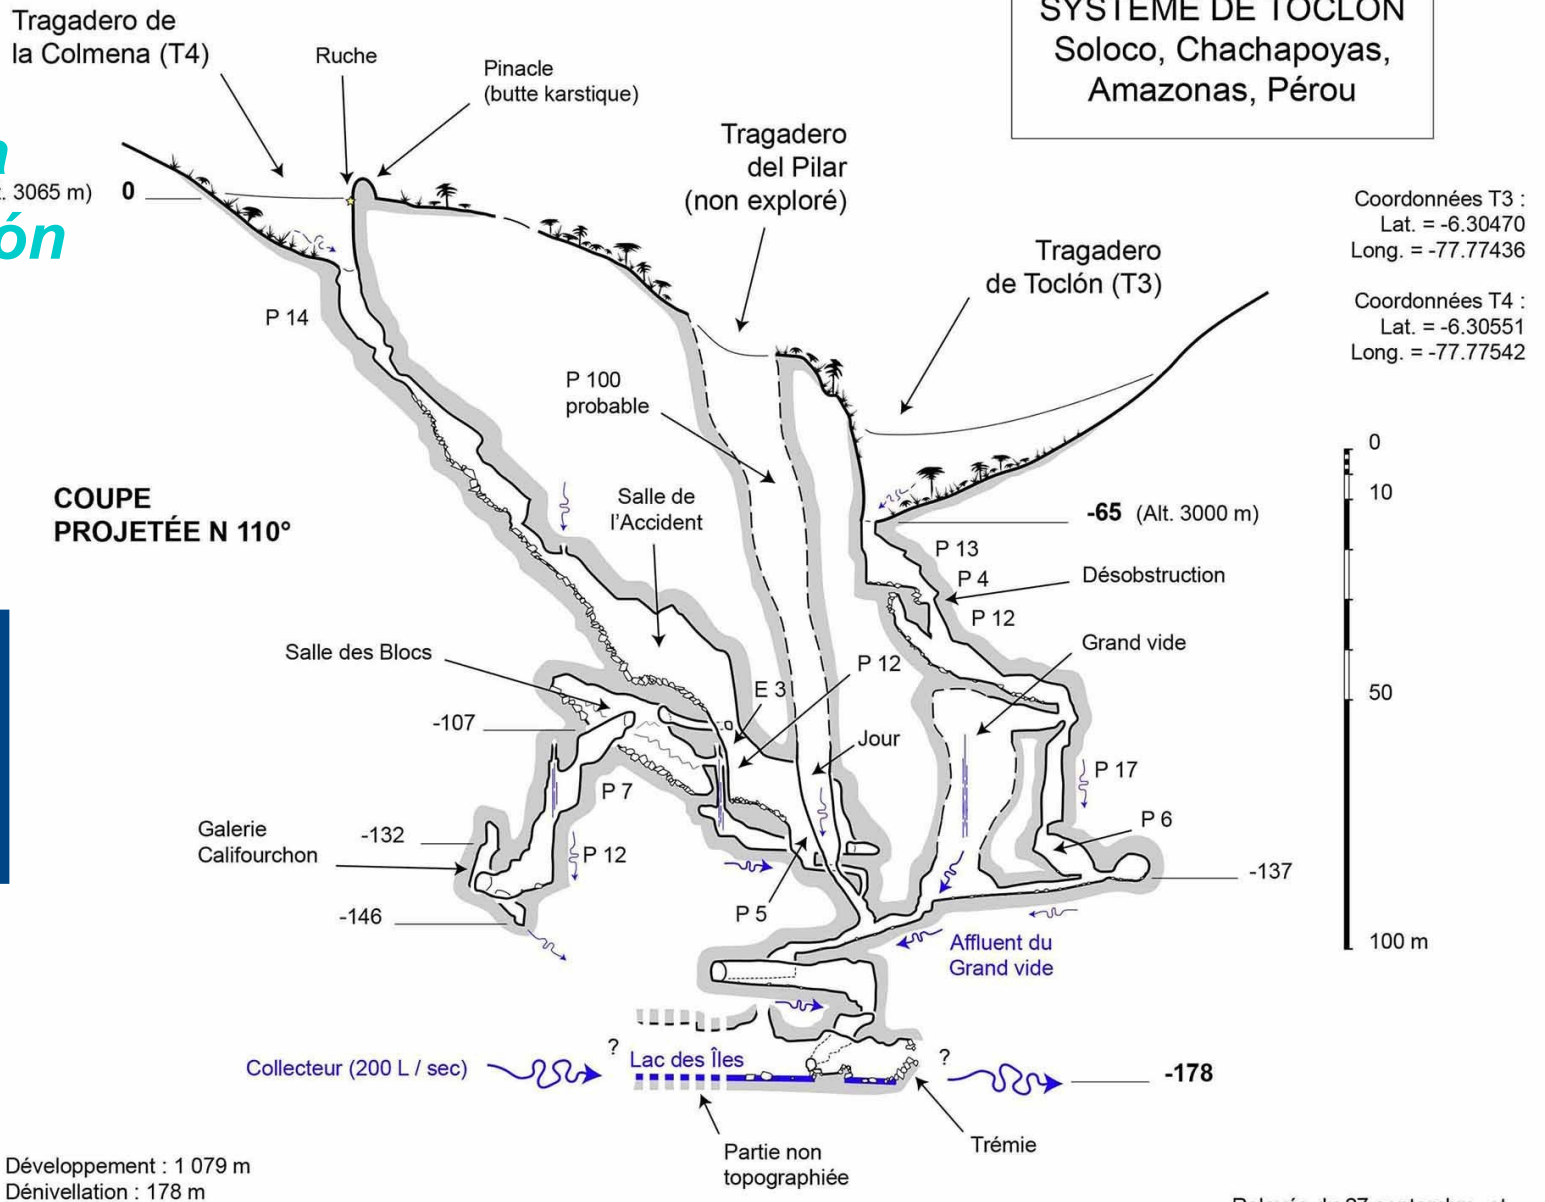 SYSTÈME DE TOCLÓN
Soloco, Chachapoyas,
Amazonas, Pérou
Tragadero de
la Colmena (T4)
Ruche
Pinacle
(butte karstique)
Tragadero
del Pilar
(non exploré)
Tragadero
de Toclón (T3)
3065 m)
0
ón
Coordonnées T3 :
Lat. = -6.30470
Long. = -77.77436
Coordonnées T4 :
Lat. = -6.30551
Long. = -77.77542
P 14
P 100
probable
COUPE
PROJETÉE N 110°
Salle de
l'Accident
-65 (Alt. 3000 m)
P 13
P 4
Désobstruction
P 12
Grand vide
0
10
50
100 m
Salle des Blocs
P 12
E 3
-107
Jour
P 17
P 7
P 6
Galerie
Califourchon
-132
P 12
-137
-146
P 5
Affluent du
Grand vide
Collecteur (200 L / sec)
?
Lac des Îles
?
-178
Trémie
Partie non
topographiée
Développement : 1 079 m
Dénivellation : 178 m